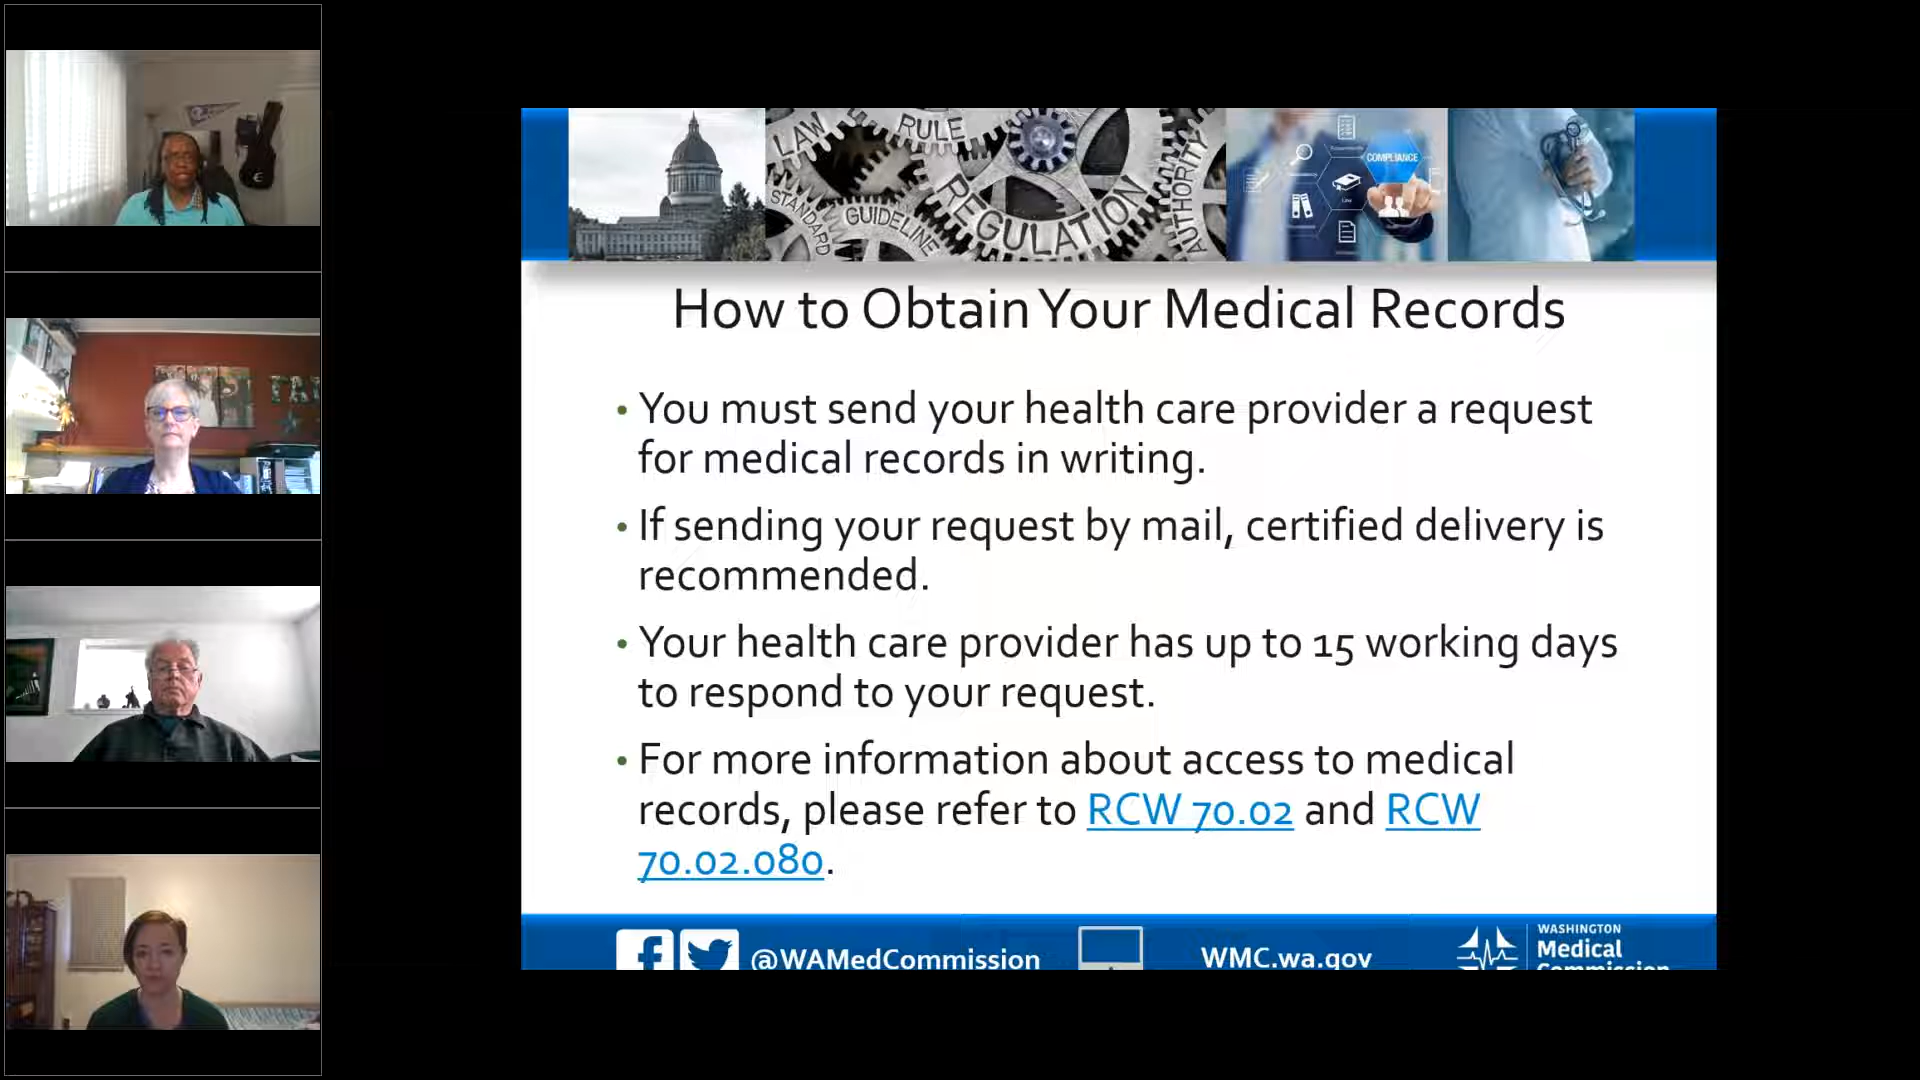 LAW
RULE
STANDARD
GUIDELINE
REGULATION
AUTHORITY
COMPLIANCE
How to Obtain Your Medical Records
• You must send your health care provider a request
for medical records in writing.
• If sending your request by mail, certified delivery is
recommended.
• Your health care provider has up to 15 working days
to respond to your request.
• For more information about access to medical
records, please refer to RCW 70.02 and RCW
70.02.080.
@WAMedCommission
WMC.wa.gov
WASHINGTON
Medical
Commission